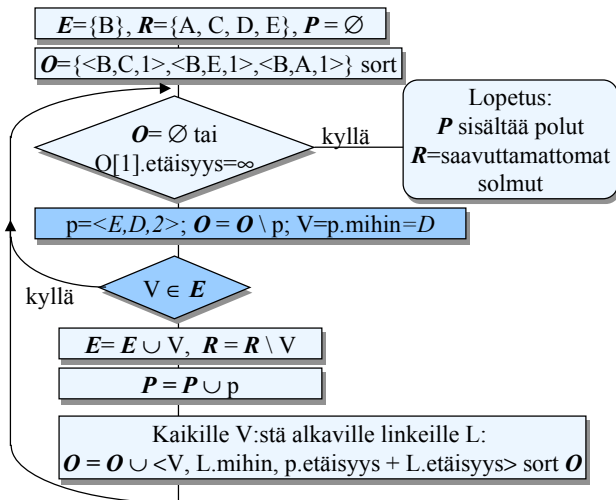 E={B}, R={A, C, D, E}, P = ∅
O={<B,C,1>,<B,E,1>,<B,A,1>} sort
O= ∅ tai
O[1].etäisyys=∞
kyllä
Lopetus:
P sisältää polut
R=saavuttamattomat
solmut
p=<E,D,2>; O = O \ p; V=p.mihin=D
V ∈ E
kyllä
E= E ∪ V, R = R \ V
P = P ∪ p
Kaikille V:stä alkaville linkeille L:
O = O ∪ <V, L.mihin, p.etäisyys + L.etäisyys> sort O